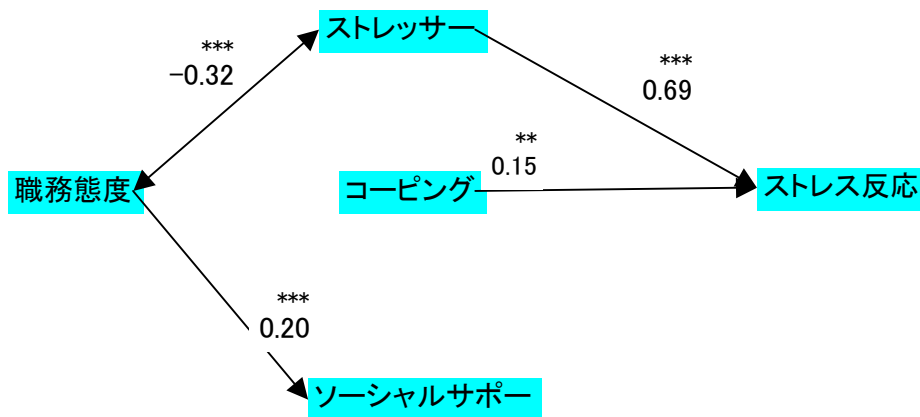 ストレッサー
***
-0.32
***
0.69
**
0.15
職務態度
コーピング
ストレス反応
***
0.20
ソーシャルサポー